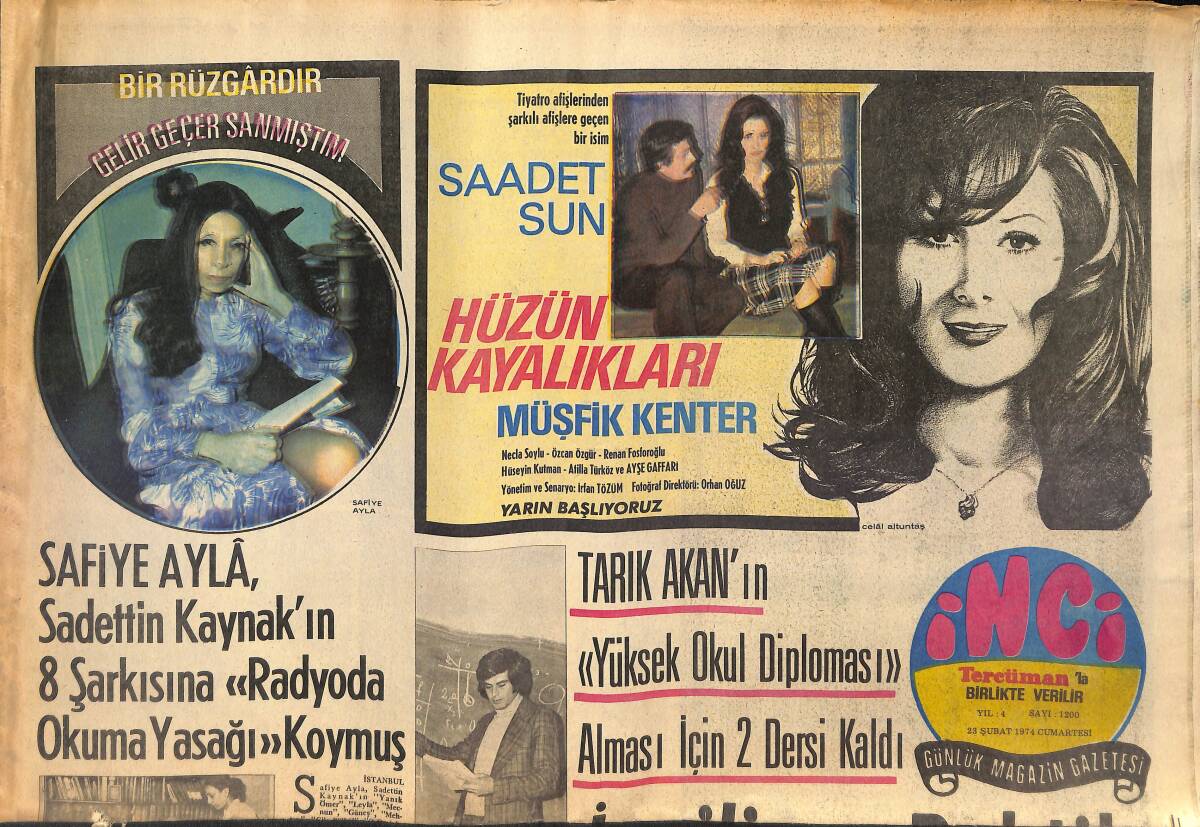 BİR RÜZGÂRDIR
GELİR GEÇER SANMIŞTIM
SAFİYE
AYLA
SAFİYE AYLÂ,
Sadettin Kaynak'ın
8 Şarkısına «Radyoda
Okuma Yasağı» Koymuş
İSTANBUL
Safiye Ayla, Sadettin
Kaynak'ın "Yanık
Ömer", "Leyla", "Mec-
nun", "Güneş", "Meh-
Tiyatro afişlerinden
şarkılı afişlere geçen
bir isim
SAADET
SUN
HÜZÜN
KAYALIKLARI
MÜŞFİK KENTER
Necla Soylu - Özcan Özgür - Renan Fosforoğlu
Hüseyin Kutman - Atilla Türköz ve AYŞE GAFFARİ
Yönetim ve Senaryo: İrfan TÖZÜM Fotoğraf Direktörü: Orhan OĞUZ
YARIN BAŞLIYORUZ
celâl altuntaş
TARIK AKAN'ın
«Yüksek Okul Diploması»
Alması İçin 2 Dersi Kaldı
İNCİ
Tercüman'la
BİRLİKTE VERİLİR
YIL : 4 SAYI : 1200
23 ŞUBAT 1974 CUMARTESİ
GÜNLÜK MAGAZİN GAZETESİ